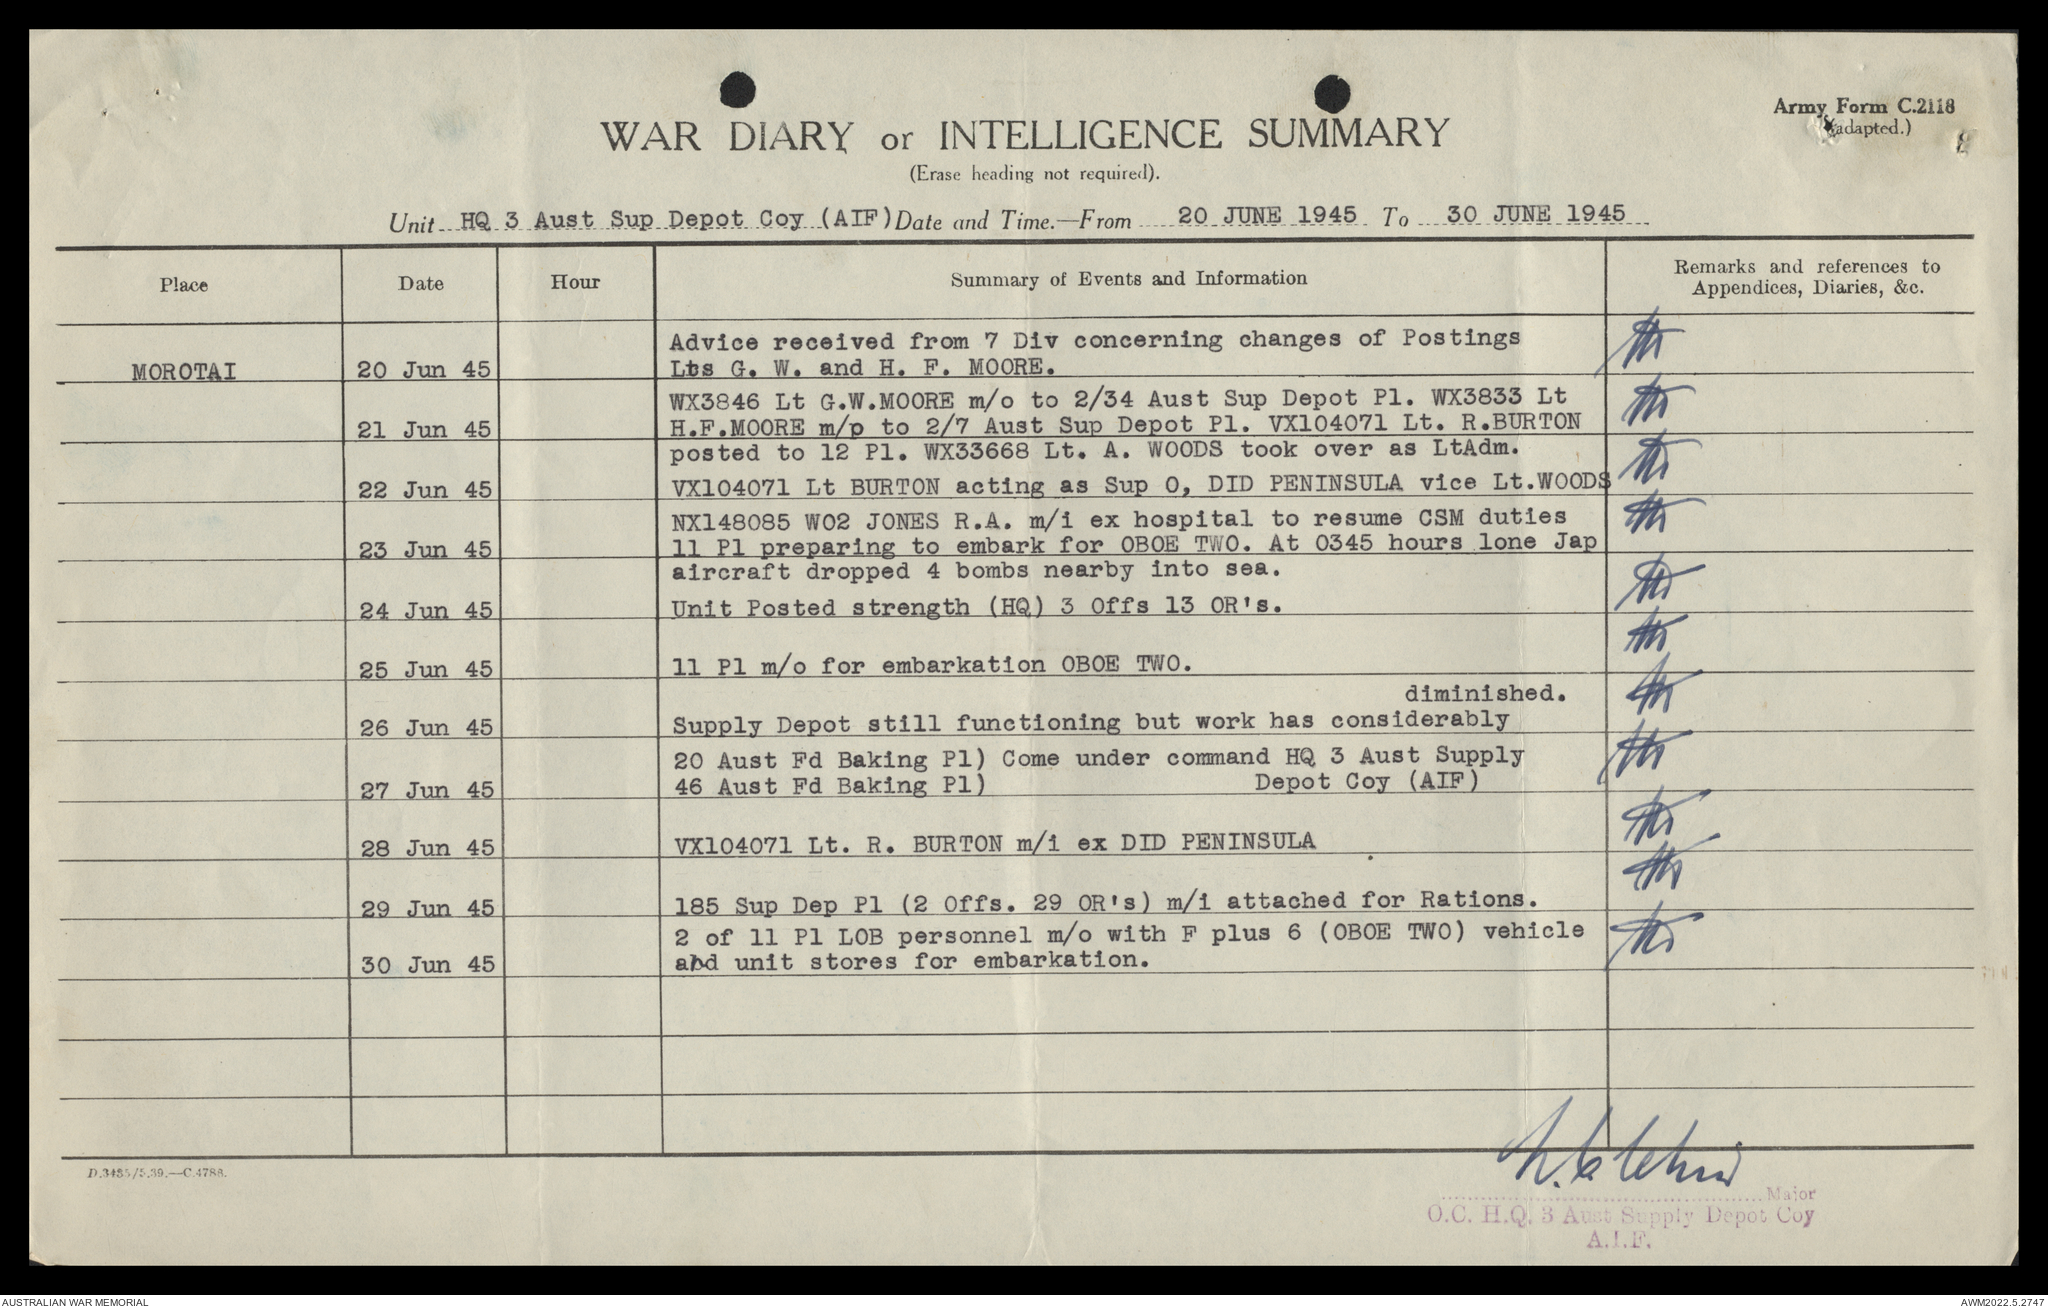 Army Form C.2118
(adapted.)
8
WAR DIARY or INTELLIGENCE SUMMARY
(Erase heading not required).
Unit HQ 3 Aust Sup Depot Coy (AIF) Date and Time.—From 20 JUNE 1945 To 30 JUNE 1945
Place Date Hour Summary of Events and Information Remarks and references to
Appendices, Diaries, &c.
Advice received from 7 Div concerning changes of Postings
MOROTAI 20 Jun 45 Lts G. W. and H. F. MOORE.
WX3846 Lt G.W.MOORE m/o to 2/34 Aust Sup Depot Pl. WX3833 Lt
21 Jun 45 H.F.MOORE m/p to 2/7 Aust Sup Depot Pl. VX104071 Lt. R.BURTON
posted to 12 Pl. WX33668 Lt. A. WOODS took over as LtAdm.
22 Jun 45 VX104071 Lt BURTON acting as Sup O, DID PENINSULA vice Lt.WOODS
NX148085 WO2 JONES R.A. m/i ex hospital to resume CSM duties
23 Jun 45 11 Pl preparing to embark for OBOE TWO. At 0345 hours lone Jap
aircraft dropped 4 bombs nearby into sea.
24 Jun 45 Unit Posted strength (HQ) 3 Offs 13 OR's.
25 Jun 45 11 Pl m/o for embarkation OBOE TWO.
diminished.
26 Jun 45 Supply Depot still functioning but work has considerably
20 Aust Fd Baking Pl) Come under command HQ 3 Aust Supply
27 Jun 45 46 Aust Fd Baking Pl) Depot Coy (AIF)
28 Jun 45 VX104071 Lt. R. BURTON m/i ex DID PENINSULA
29 Jun 45 185 Sup Dep Pl (2 Offs. 29 OR's) m/i attached for Rations.
2 of 11 Pl LOB personnel m/o with F plus 6 (OBOE TWO) vehicle
30 Jun 45 and unit stores for embarkation.
D.3485/5.39.—C.4788.
Major
O.C. H.Q. 3 Aust Supply Depot Coy
A.I.F.
AUSTRALIAN WAR MEMORIAL AWM2022.5.2747